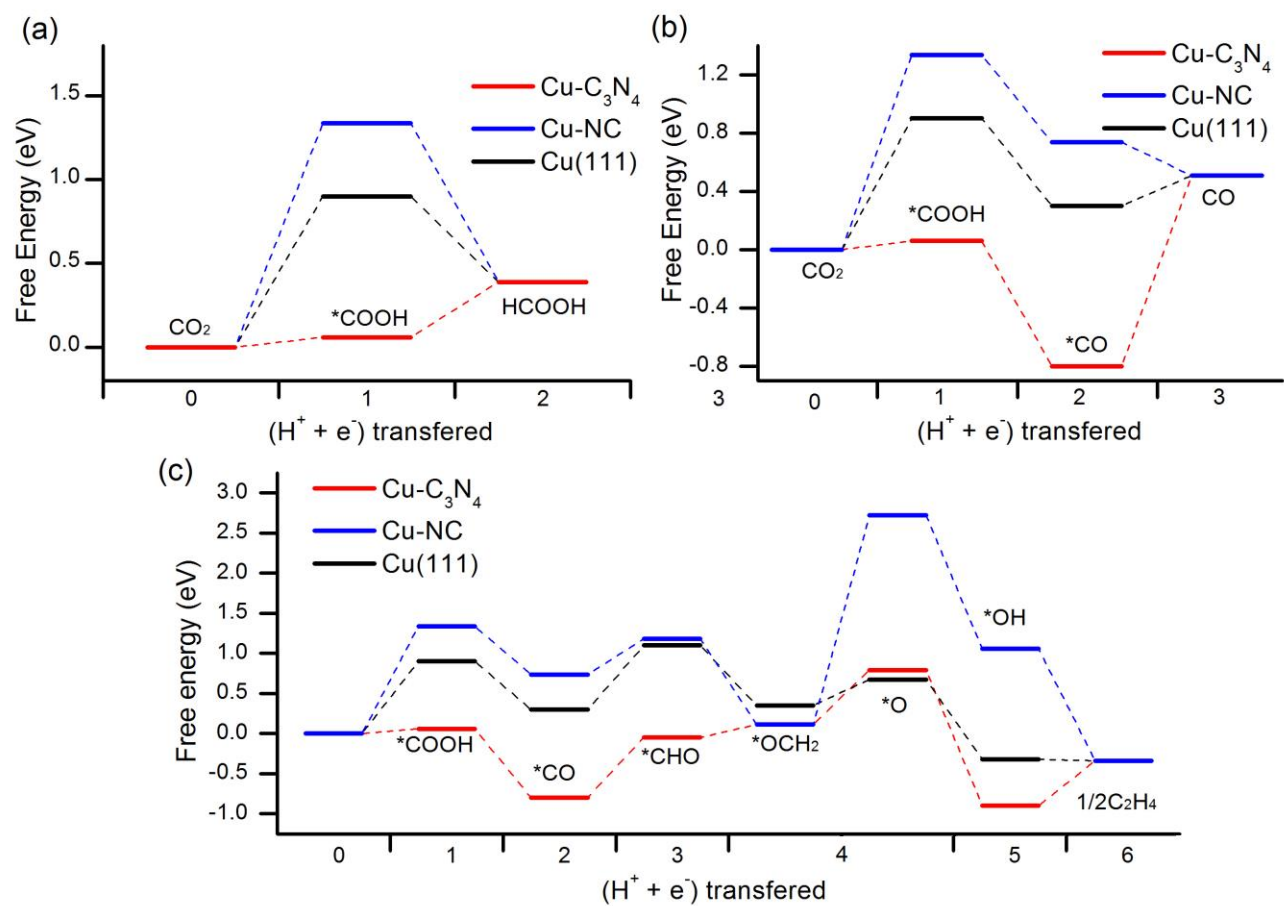 (a)
Cu-C₃N₄
Cu-NC
Cu(111)
1.5
1.0
0.5
0.0
Free Energy (eV)
CO₂
*COOH
HCOOH
0
1
2
3
(H⁺ + e⁻) transfered
(b)
Cu-C₃N₄
Cu-NC
Cu(111)
1.2
0.8
0.4
0.0
-0.4
-0.8
Free Energy (eV)
CO₂
*COOH
*CO
CO
0
1
2
3
(H⁺ + e⁻) transfered
(c)
Cu-C₃N₄
Cu-NC
Cu(111)
3.0
2.5
2.0
1.5
1.0
0.5
0.0
-0.5
-1.0
Free energy (eV)
*COOH
*CO
*CHO
*OCH₂
*O
*OH
1/2C₂H₄
0
1
2
3
4
5
6
(H⁺ + e⁻) transfered